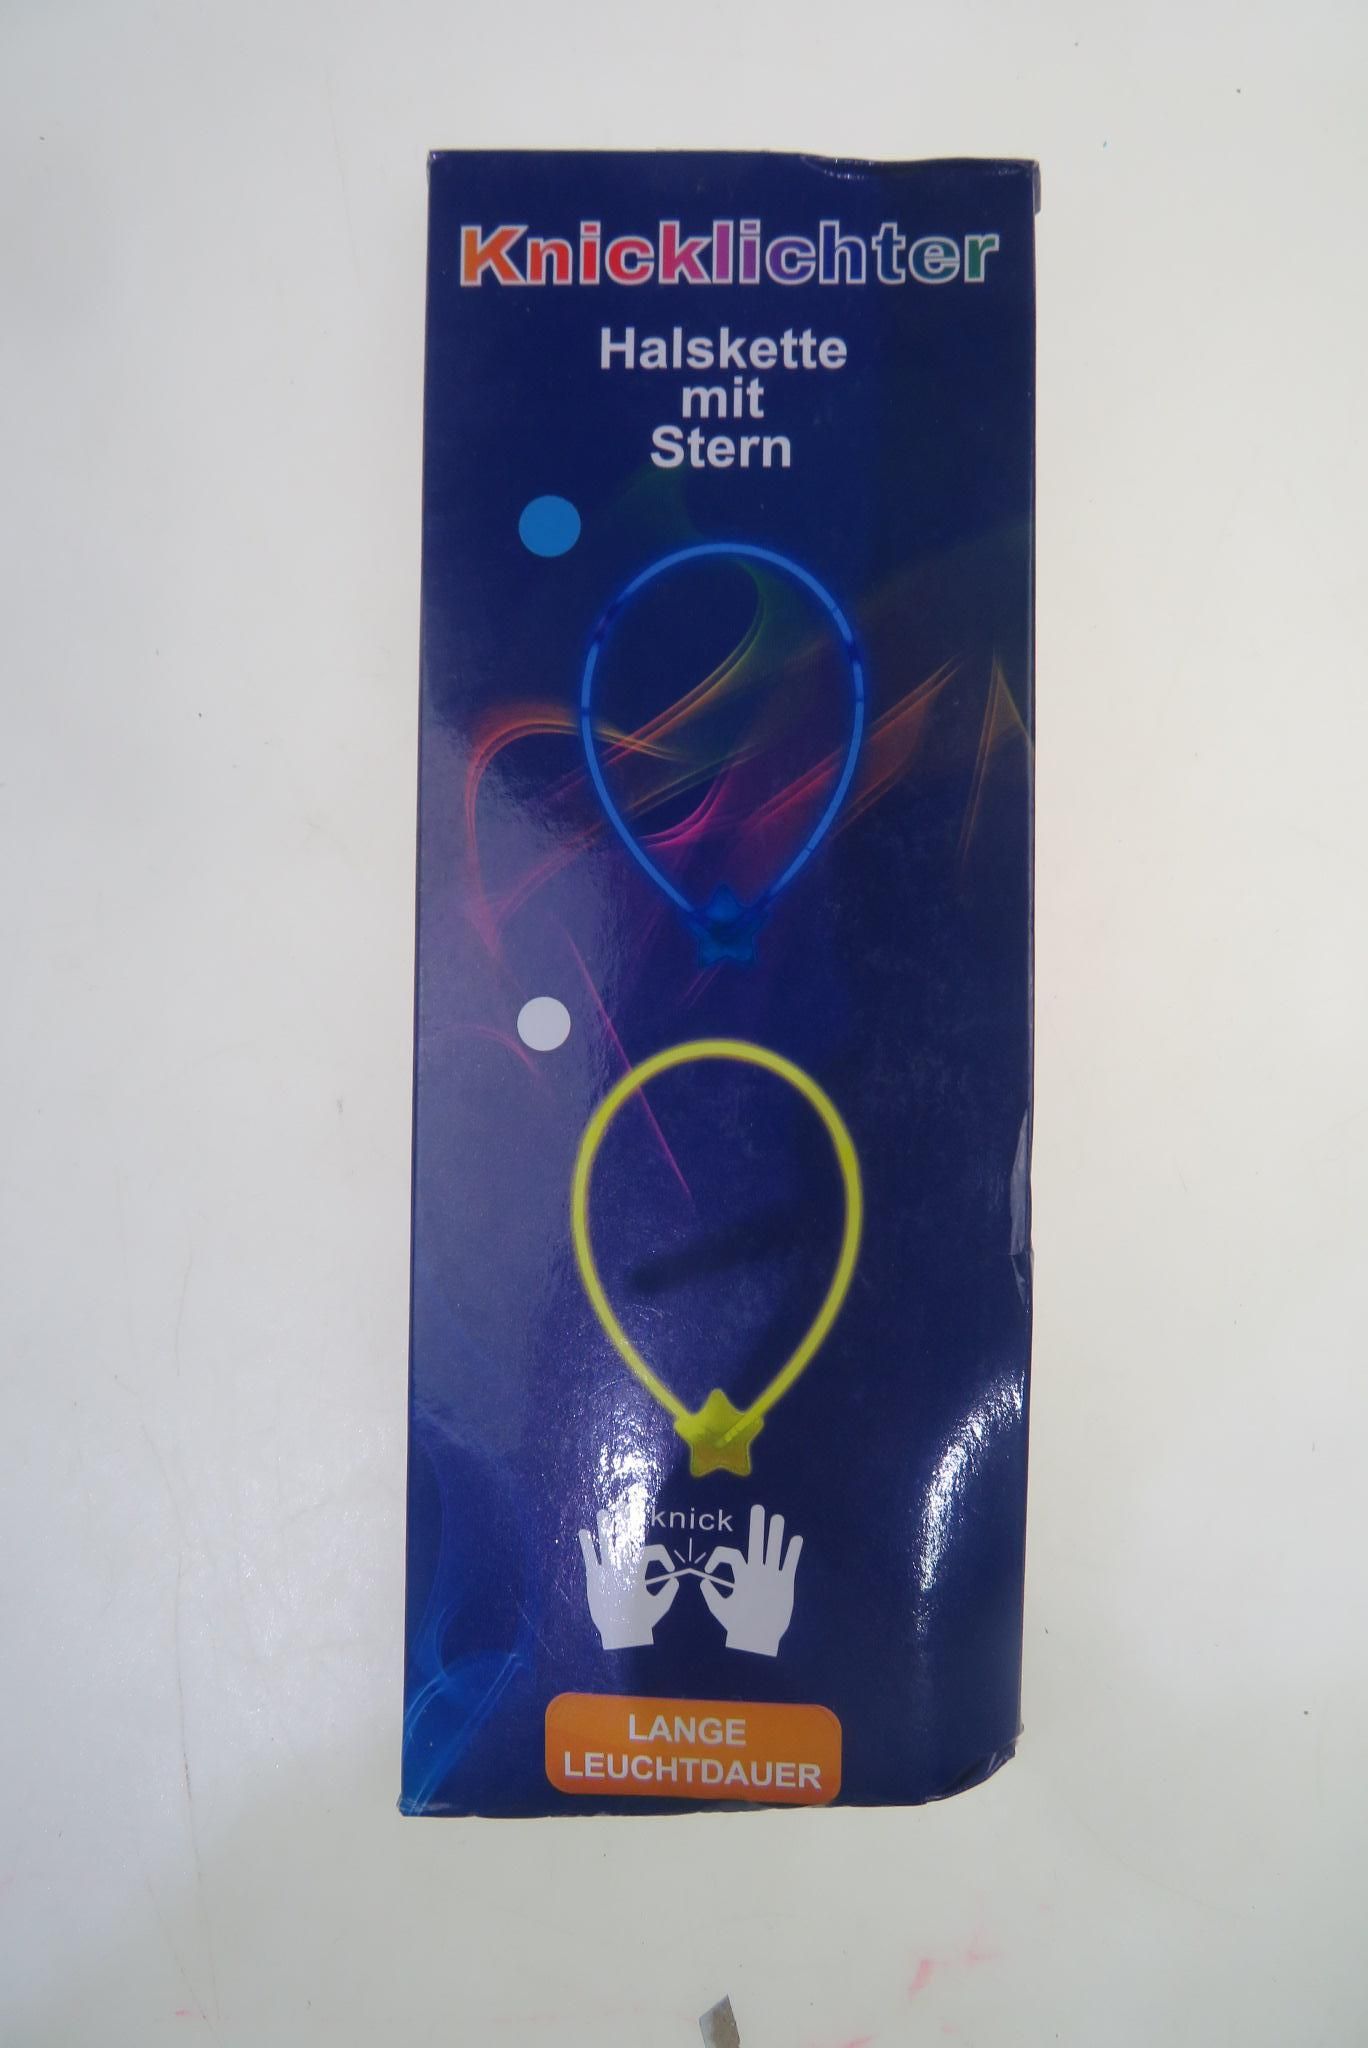 Knicklichter
Halskette
mit
Stern
knick
LANGE
LEUCHTDAUER